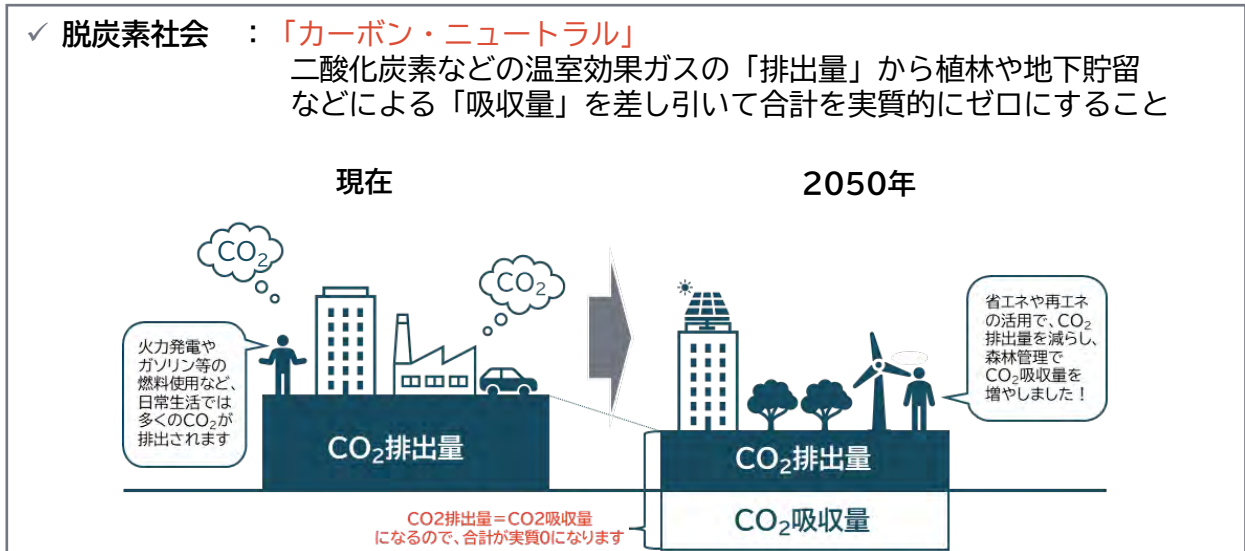 ✓ 脱炭素社会 ： 「カーボン・ニュートラル」
二酸化炭素などの温室効果ガスの「排出量」から植林や地下貯留
などによる「吸収量」を差し引いて合計を実質的にゼロにすること
現在
2050年
CO₂
CO₂
火力発電や
ガソリン等の
燃料使用など、
日常生活では
多くのCO₂が
排出されます
省エネや再エネ
の活用で、CO₂
排出量を減らし、
森林管理で
CO₂吸収量を
増やしました！
CO₂排出量
CO₂排出量
CO₂吸収量
CO2排出量＝CO2吸収量
になるので、合計が実質0になります